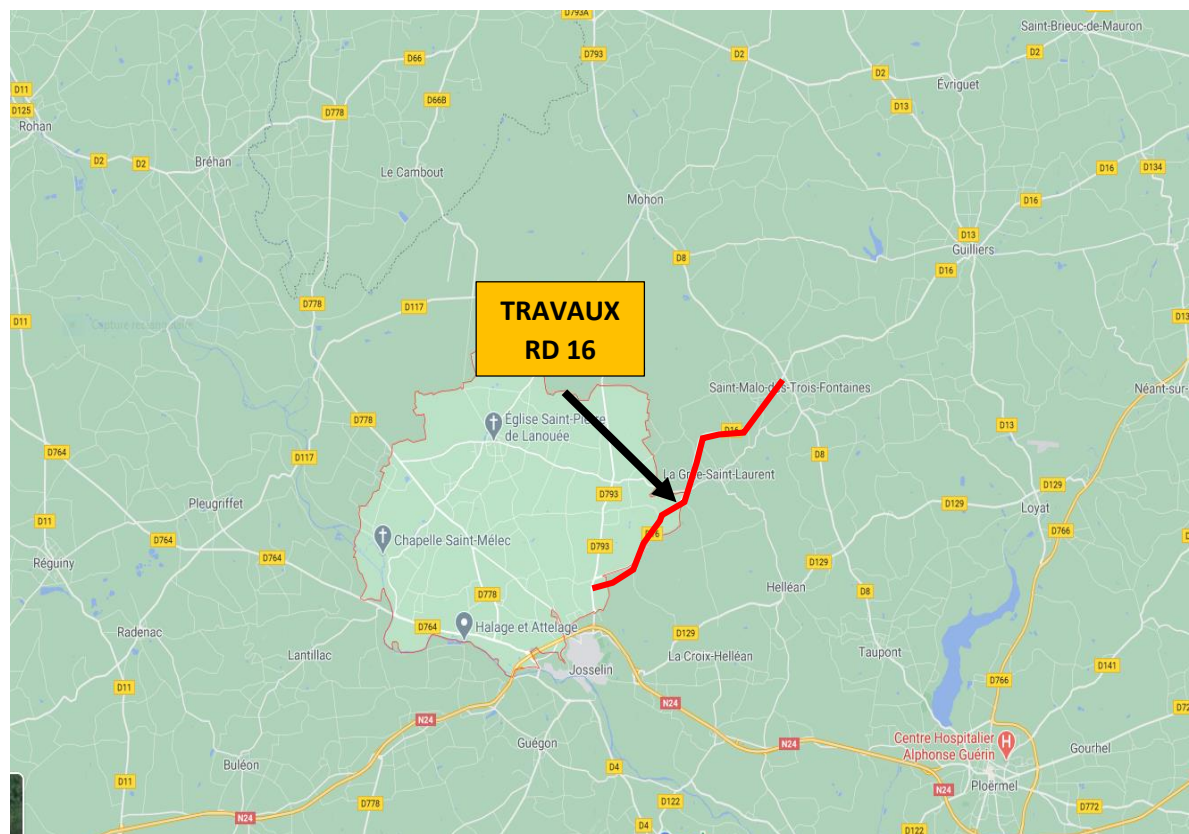 D793A
D793
Saint-Brieuc-de-Mauron
D66
D2
D2
D11
D66B
Évriguet
D125
D778
D13
Rohan
D2
D2
Bréhan
Le Cambout
D16
D134
Mohon
D16
D13
Guilliers
D8
D16
D778
D117
D11
TRAVAUX
RD 16
D13
Saint-Malo-des-Trois-Fontaines
Néant-sur-
D778
Église Saint-Pierre
de Lanouée
D16
D13
D764
D117
D8
La Grée-Saint-Laurent
D129
Pleugriffet
D793
D129
Loyat
D11
D764
Chapelle Saint-Mélec
D766
D793
D764
D129
Réguiny
Helléan
D8
D778
Halage et Attelage
Radenac
D764
D129
Lantillac
La Croix-Helléan
Taupont
Josselin
D141
D11
D766
N24
N24
D72
Centre Hospitalier
Alphonse Guérin
Guégon
N24
Gourhel
Buléon
D4
D11
Ploërmel
N24
D778
D122
N24
D772
D4
D122